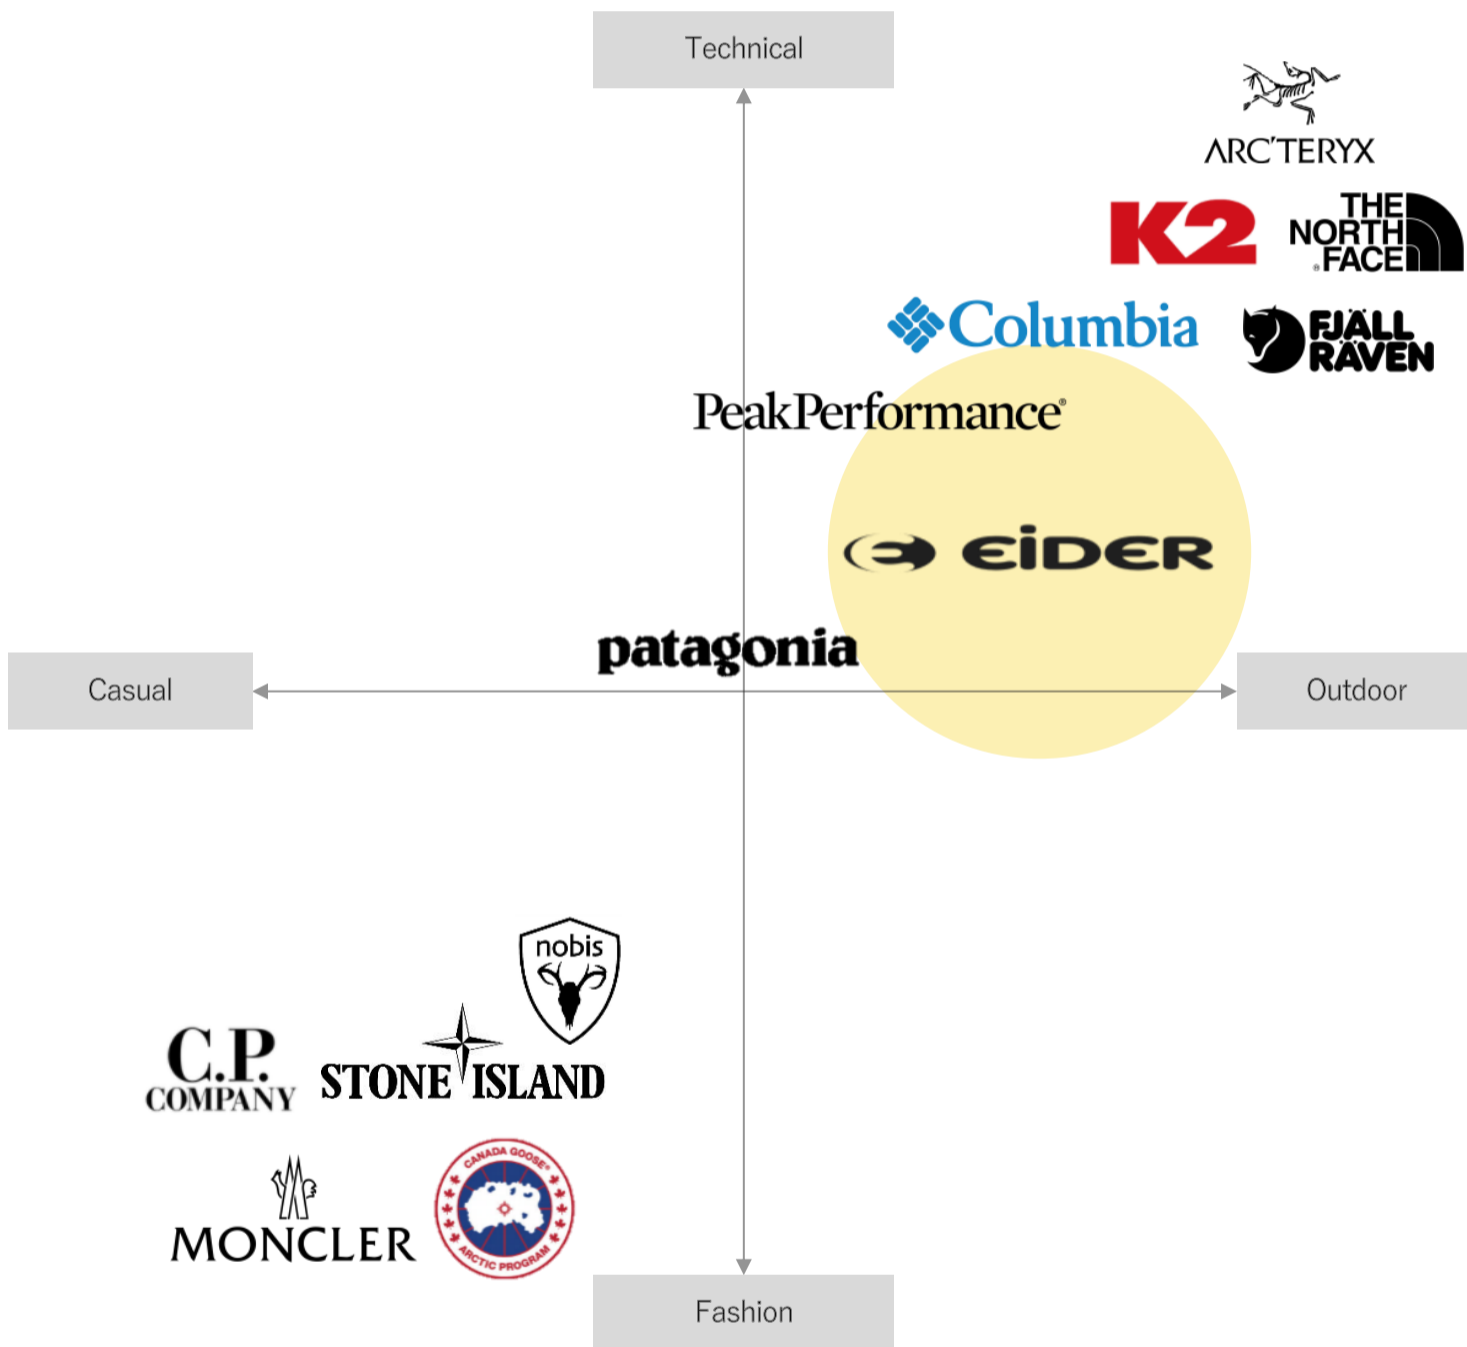 Technical
ARC'TERYX
K2
THE
NORTH
®FACE
Columbia
FJÄLL
RÄVEN
PeakPerformance®
EIDER
patagonia
Casual
Outdoor
nobis
C.P.
COMPANY
STONE ISLAND
MONCLER
CANADA GOOSE®
ARCTIC PROGRAM
Fashion